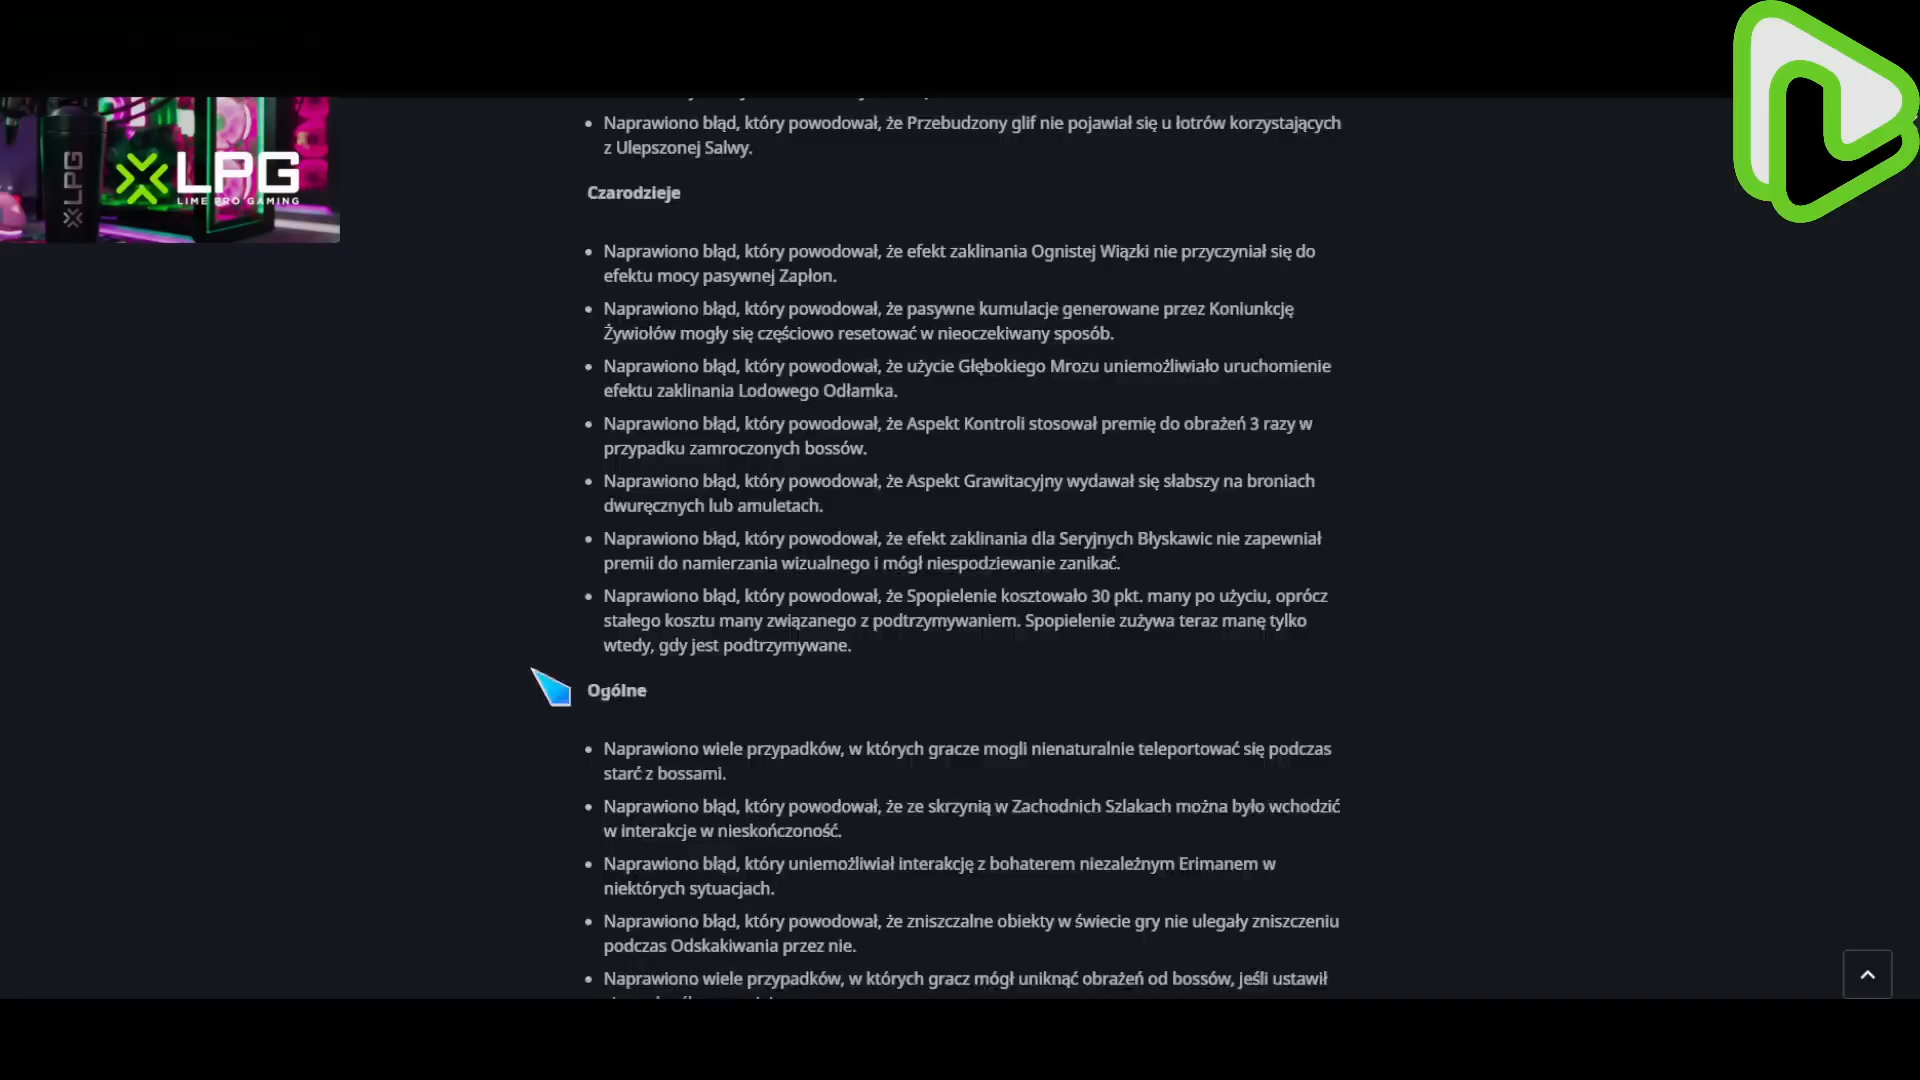 LPG
LPG
LIME PRO GAMING
Naprawiono błąd, który powodował, że Przebudzony glif nie pojawiał się u łotrów korzystających
z Ulepszonej Salwy.
Czarodzieje
Naprawiono błąd, który powodował, że efekt zaklinania Ognistej Wiązki nie przyczyniał się do
efektu mocy pasywnej Zapłon.
Naprawiono błąd, który powodował, że pasywne kumulacje generowane przez Koniunkcję
Żywiołów mogły się częściowo resetować w nieoczekiwany sposób.
Naprawiono błąd, który powodował, że użycie Głębokiego Mrozu uniemożliwiało uruchomienie
efektu zaklinania Lodowego Odłamka.
Naprawiono błąd, który powodował, że Aspekt Kontroli stosował premię do obrażeń 3 razy w
przypadku zamroczonych bossów.
Naprawiono błąd, który powodował, że Aspekt Grawitacyjny wydawał się słabszy na broniach
dwuręcznych lub amuletach.
Naprawiono błąd, który powodował, że efekt zaklinania dla Seryjnych Błyskawic nie zapewniał
premii do namierzania wizualnego i mógł niespodziewanie zanikać.
Naprawiono błąd, który powodował, że Spopielenie kosztowało 30 pkt. many po użyciu, oprócz
stałego kosztu many związanego z podtrzymywaniem. Spopielenie zużywa teraz manę tylko
wtedy, gdy jest podtrzymywane.
Ogólne
Naprawiono wiele przypadków, w których gracze mogli nienaturalnie teleportować się podczas
starć z bossami.
Naprawiono błąd, który powodował, że ze skrzynią w Zachodnich Szlakach można było wchodzić
w interakcje w nieskończoność.
Naprawiono błąd, który uniemożliwiał interakcję z bohaterem niezależnym Erimanem w
niektórych sytuacjach.
Naprawiono błąd, który powodował, że zniszczalne obiekty w świecie gry nie ulegały zniszczeniu
podczas Odskakiwania przez nie.
Naprawiono wiele przypadków, w których gracz mógł uniknąć obrażeń od bossów, jeśli ustawił